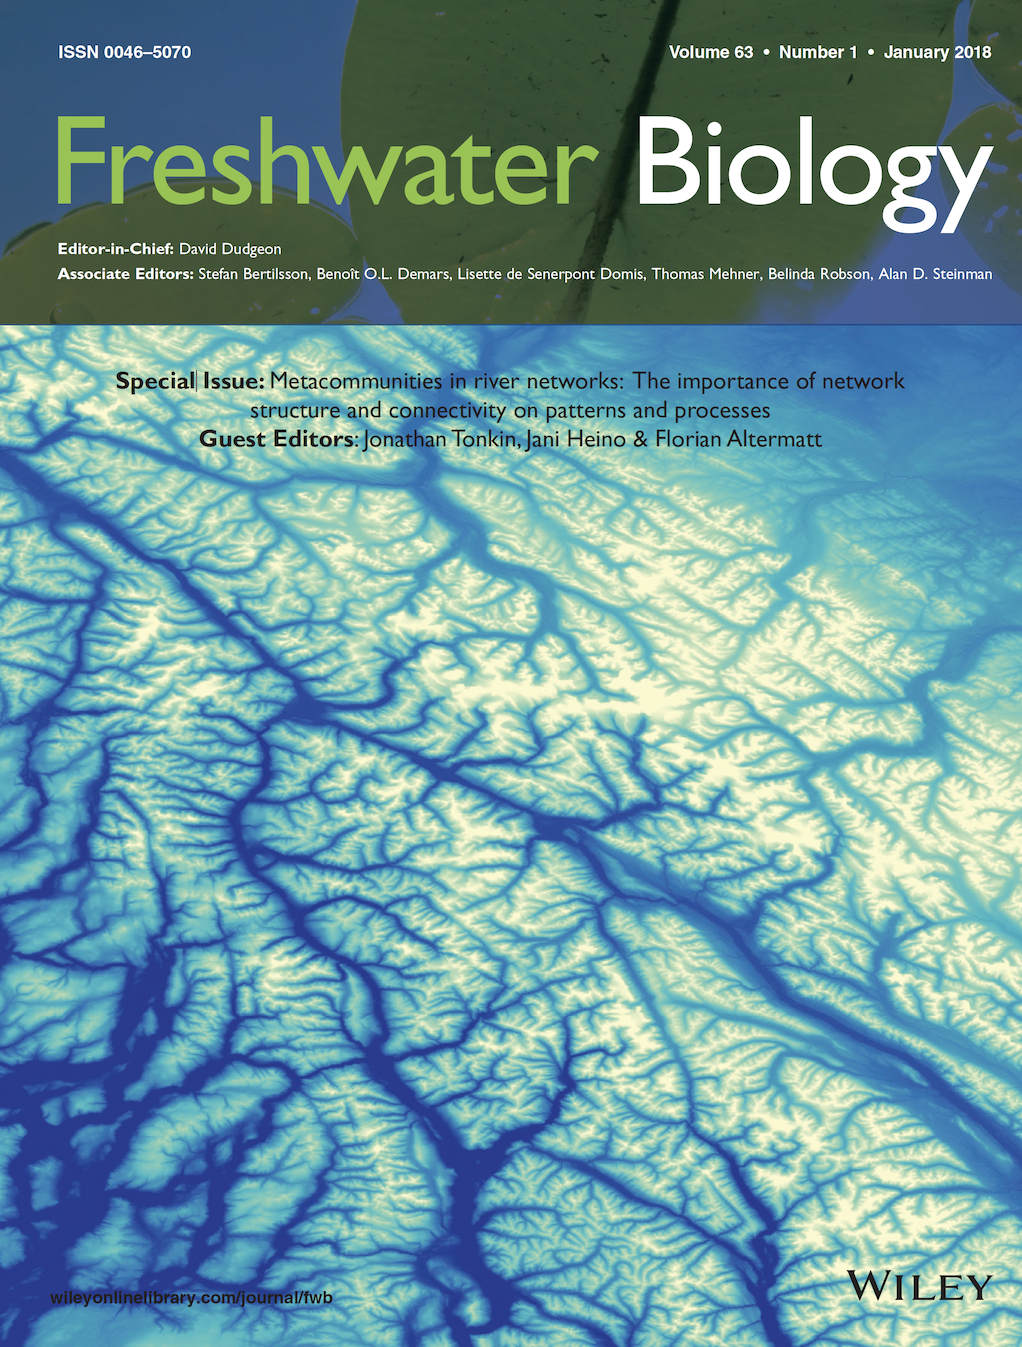 ISSN 0046–5070
Volume 63 • Number 1 • January 2018
Freshwater Biology
Editor-in-Chief: David Dudgeon
Associate Editors: Stefan Bertilsson, Benoît O.L. Demars, Lisette de Senerpont Domis, Thomas Mehner, Belinda Robson, Alan D. Steinman
Special Issue: Metacommunities in river networks: The importance of network
structure and connectivity on patterns and processes
Guest Editors: Jonathan Tonkin, Jani Heino & Florian Altermatt
wileyonlinelibrary.com/journal/fwb
WILEY